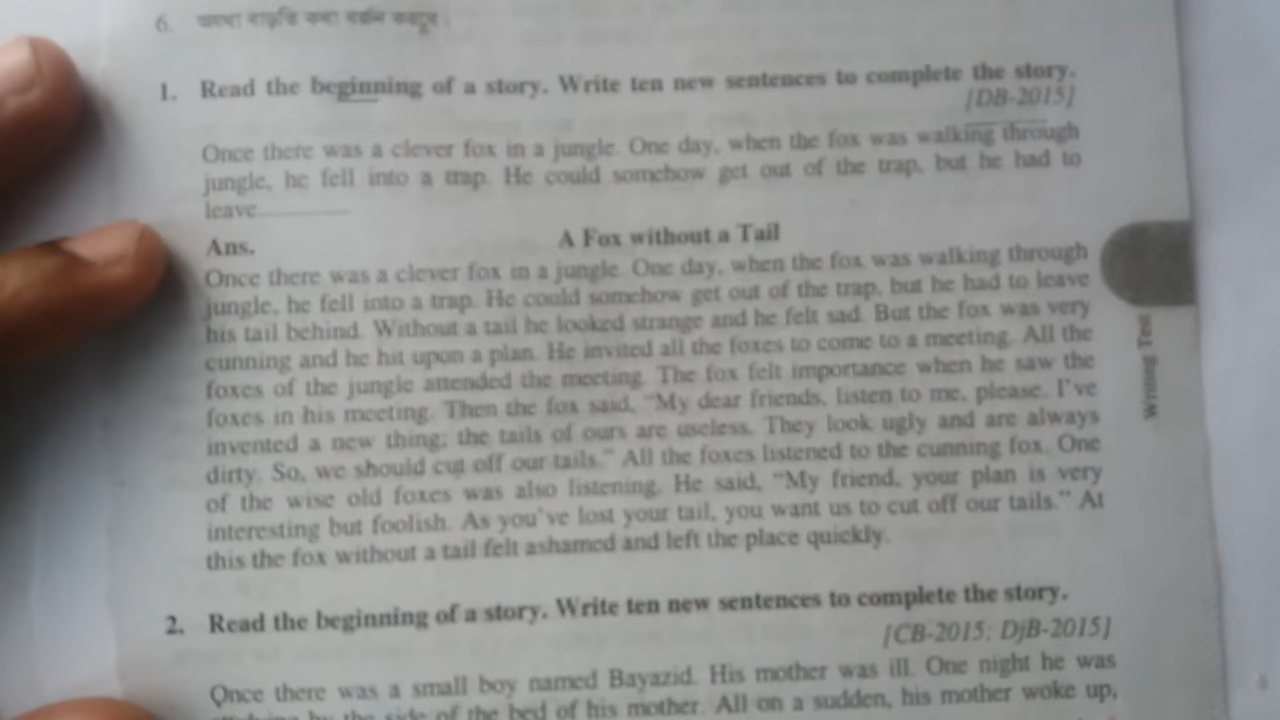 6.
1. Read the beginning of a story. Write ten new sentences to complete the story.
[DB-2015]
Once there was a clever fox in a jungle. One day, when the fox was walking through
jungle, he fell into a trap. He could somehow get out of the trap, but he had to
leave
Ans. A Fox without a Tail
Once there was a clever fox in a jungle. One day, when the fox was walking through
jungle, he fell into a trap. He could somehow get out of the trap, but he had to leave
his tail behind. Without a tail he looked strange and he felt sad. But the fox was very
cunning and he hit upon a plan. He invited all the foxes to come to a meeting. All the
foxes of the jungle attended the meeting. The fox felt importance when he saw the
foxes in his meeting. Then the fox said, "My dear friends, listen to me, please. I've
invented a new thing; the tails of ours are useless. They look ugly and are always
dirty. So, we should cut off our tails." All the foxes listened to the cunning fox. One
of the wise old foxes was also listening. He said, "My friend, your plan is very
interesting but foolish. As you've lost your tail, you want us to cut off our tails." At
this the fox without a tail felt ashamed and left the place quickly.
Writing Test
2. Read the beginning of a story. Write ten new sentences to complete the story.
[CB-2015; DjB-2015]
Once there was a small boy named Bayazid. His mother was ill. One night he was
by the side of the bed of his mother. All on a sudden, his mother woke up,